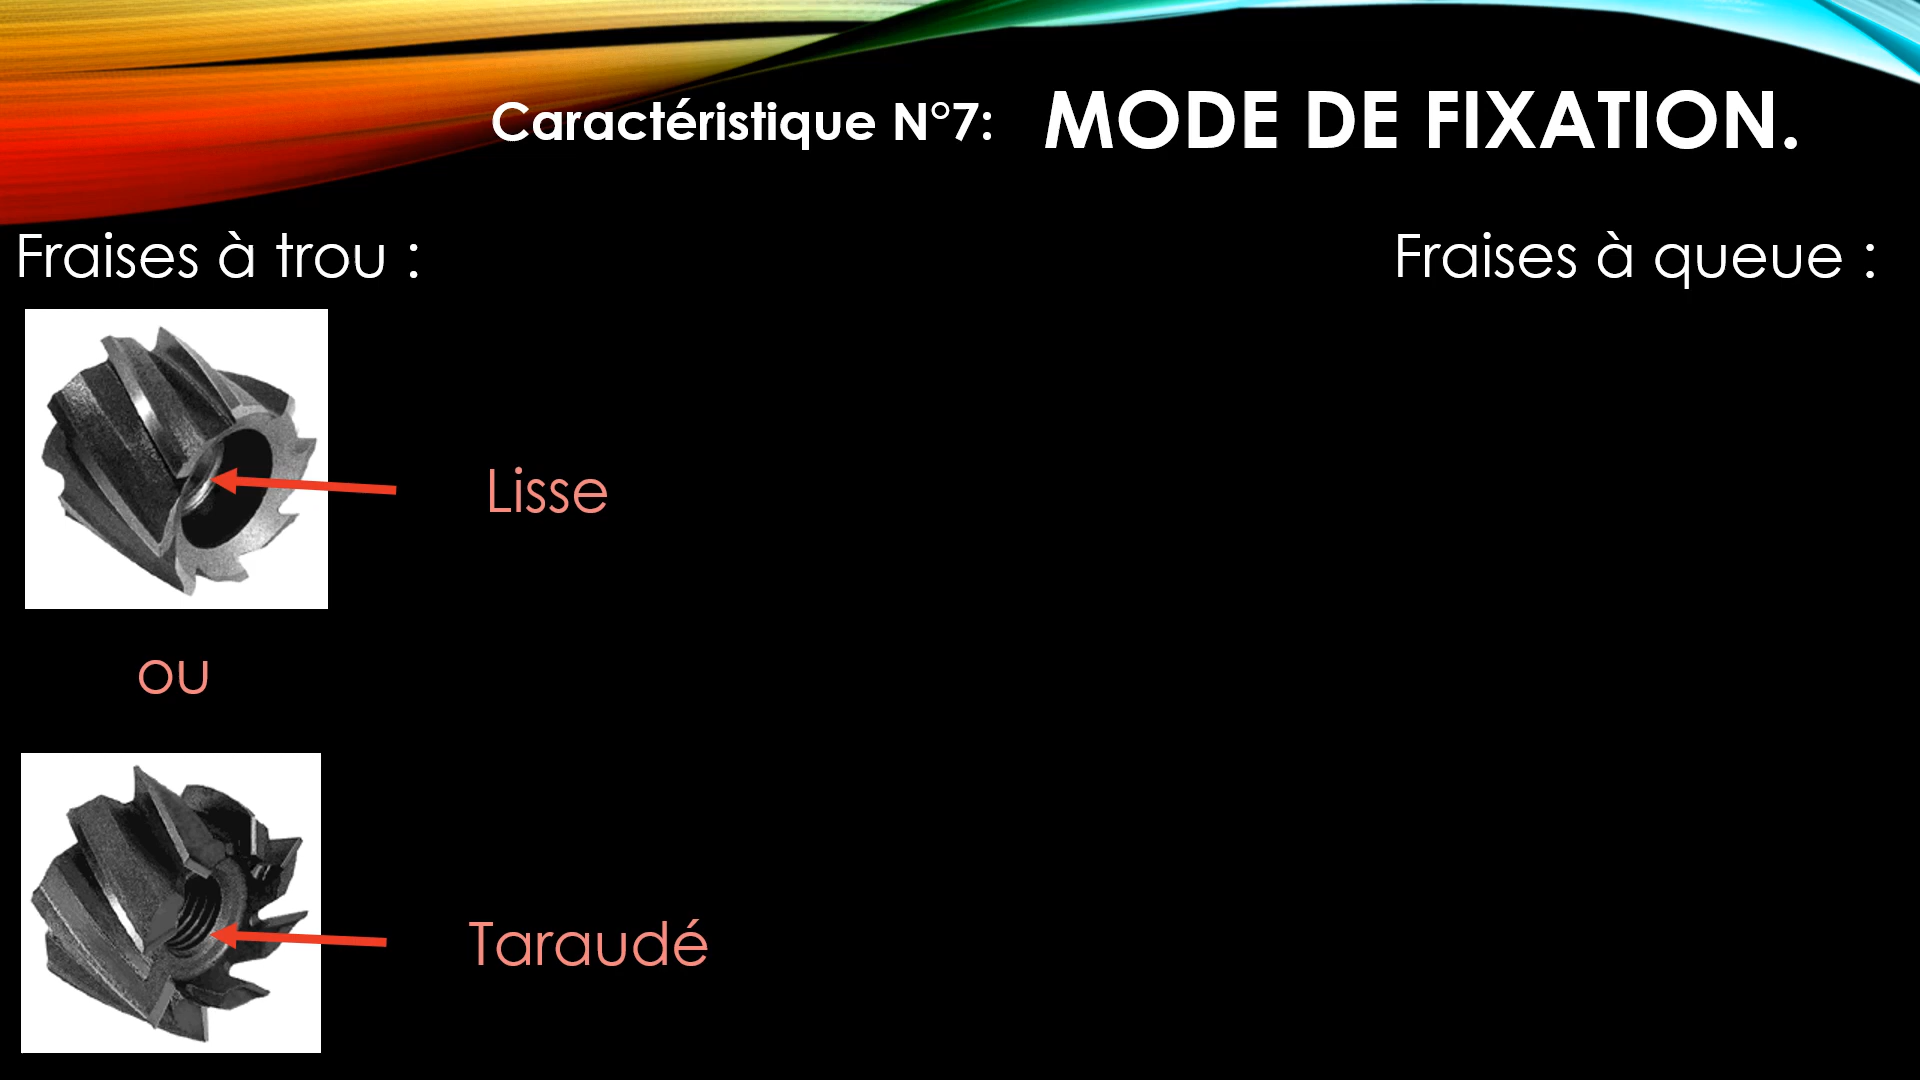 Caractéristique N°7: MODE DE FIXATION.
Fraises à trou :
Fraises à queue :
Lisse
ou
Taraudé